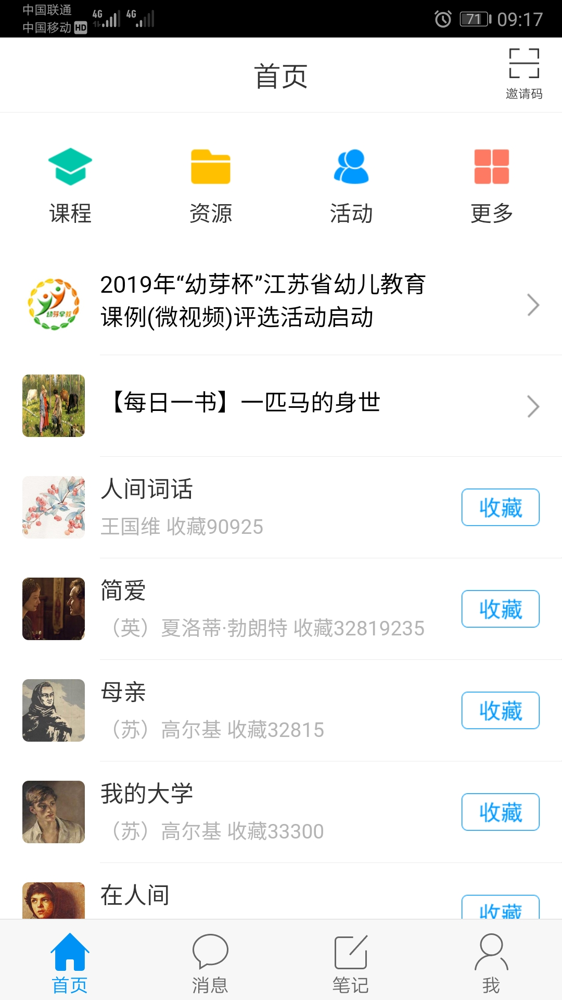 中国联通
中国移动 HD
4G 4G
71 09:17
首页
邀请码
课程 资源 活动 更多
幼芽早教
2019年“幼芽杯”江苏省幼儿教育
课例(微视频)评选活动启动
【每日一书】一匹马的身世
人间词话
王国维 收藏90925
收藏
简爱
（英）夏洛蒂·勃朗特 收藏32819235
收藏
母亲
（苏）高尔基 收藏32815
收藏
我的大学
（苏）高尔基 收藏33300
收藏
在人间
收藏
首页 消息 笔记 我